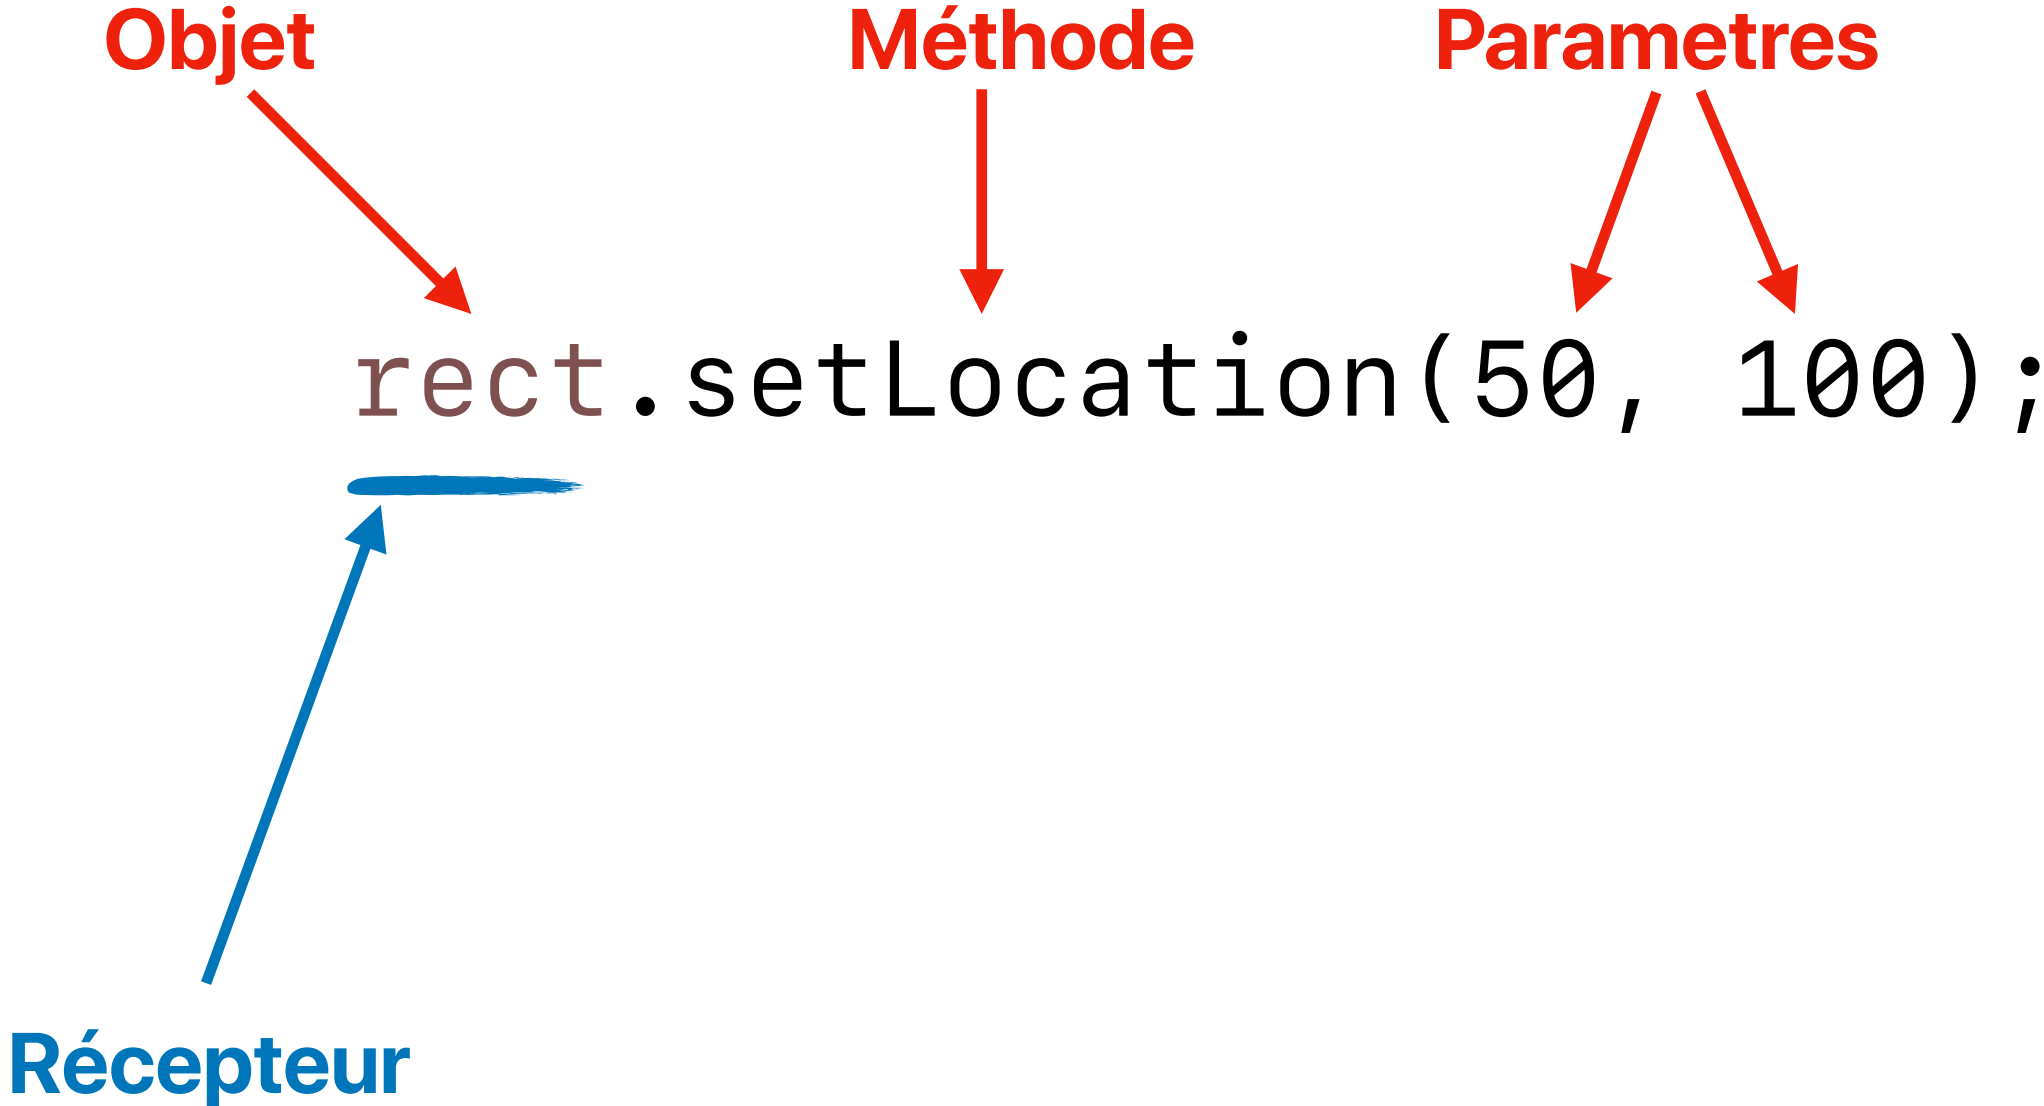 Objet Méthode Parametres
rect.setLocation(50, 100);
Récepteur